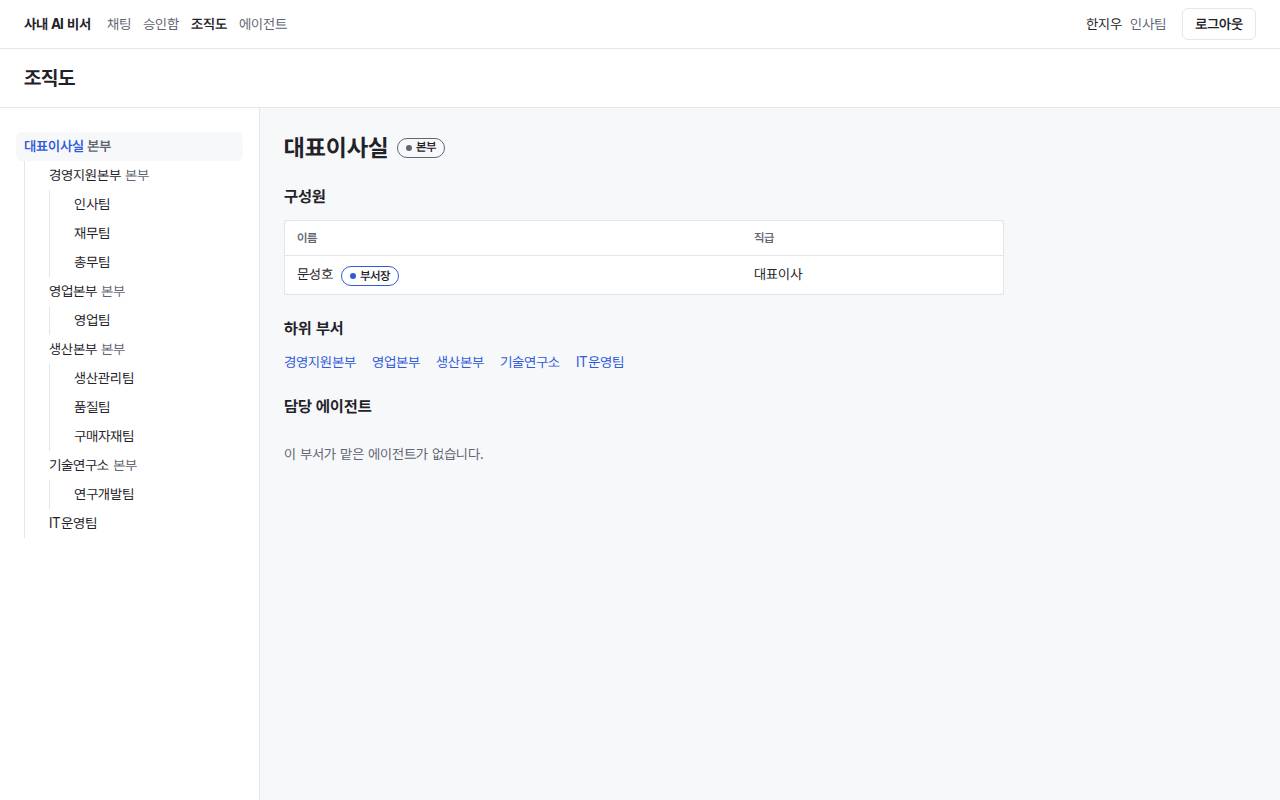 사내 AI 비서 채팅 승인함 조직도 에이전트 한지우 인사팀 로그아웃
조직도
대표이사실 본부
경영지원본부 본부
인사팀
재무팀
총무팀
영업본부 본부
영업팀
생산본부 본부
생산관리팀
품질팀
구매자재팀
기술연구소 본부
연구개발팀
IT운영팀
대표이사실 본부
구성원
이름 직급
문성호 부서장 대표이사
하위 부서
경영지원본부 영업본부 생산본부 기술연구소 IT운영팀
담당 에이전트
이 부서가 맡은 에이전트가 없습니다.